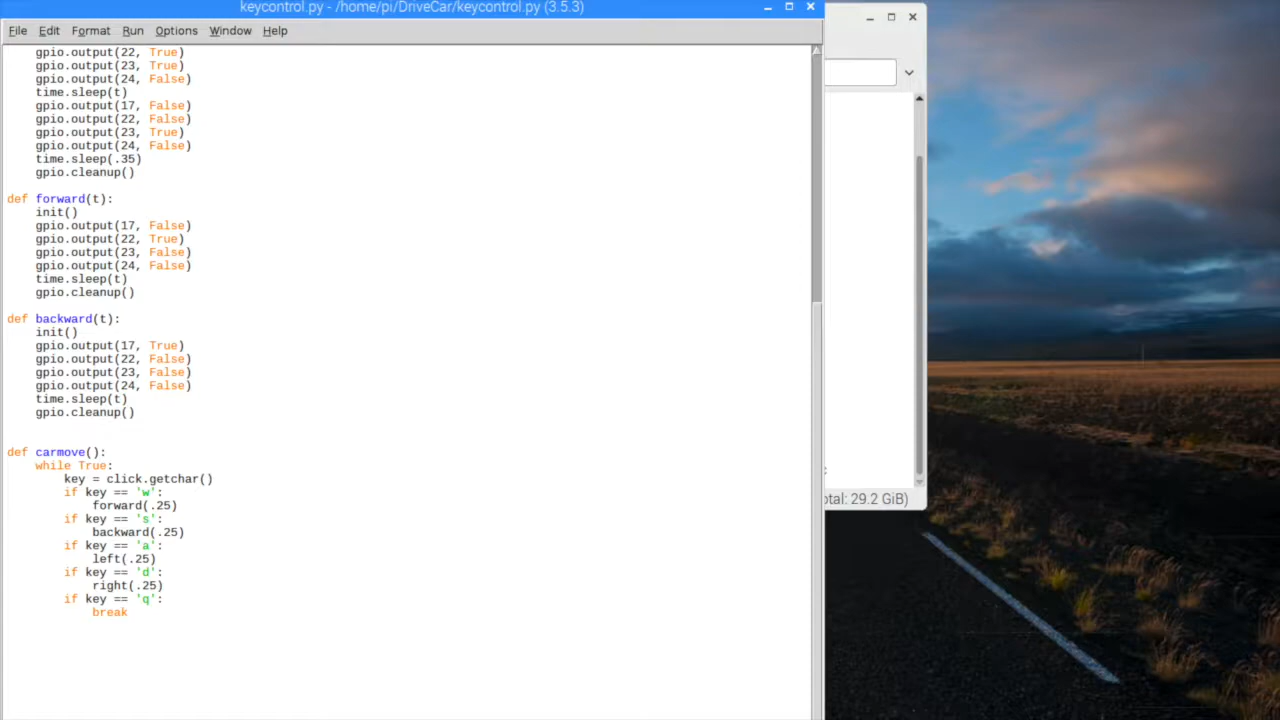 keycontrol.py - /home/pi/DriveCar/keycontrol.py (3.5.3)
File Edit Format Run Options Window Help
    gpio.output(22, True)
    gpio.output(23, True)
    gpio.output(24, False)
    time.sleep(t)
    gpio.output(17, False)
    gpio.output(22, False)
    gpio.output(23, True)
    gpio.output(24, False)
    time.sleep(.35)
    gpio.cleanup()
def forward(t):
    init()
    gpio.output(17, False)
    gpio.output(22, True)
    gpio.output(23, False)
    gpio.output(24, False)
    time.sleep(t)
    gpio.cleanup()
def backward(t):
    init()
    gpio.output(17, True)
    gpio.output(22, False)
    gpio.output(23, False)
    gpio.output(24, False)
    time.sleep(t)
    gpio.cleanup()
def carmove():
    while True:
        key = click.getchar()
        if key == 'w':
            forward(.25)
        if key == 's':
            backward(.25)
        if key == 'a':
            left(.25)
        if key == 'd':
            right(.25)
        if key == 'q':
            break
otal: 29.2 GiB)